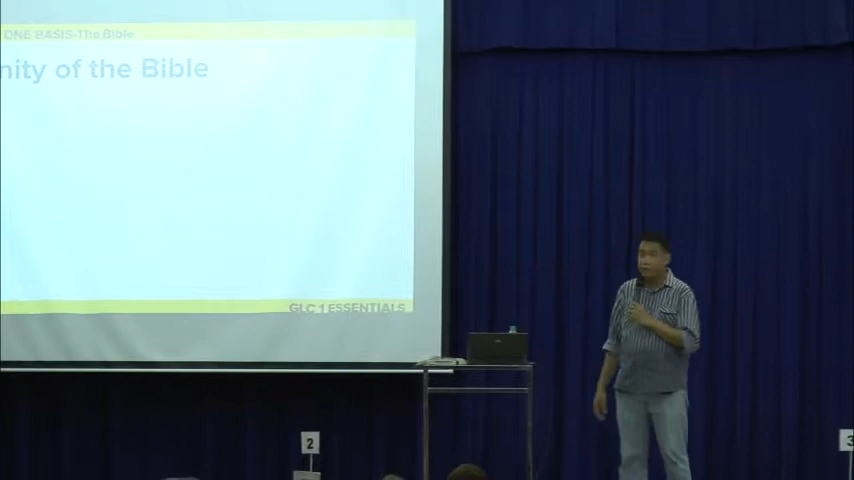 ONE BASIS-The Bible
nity of the Bible
GLC 1 ESSENTIALS
2
3